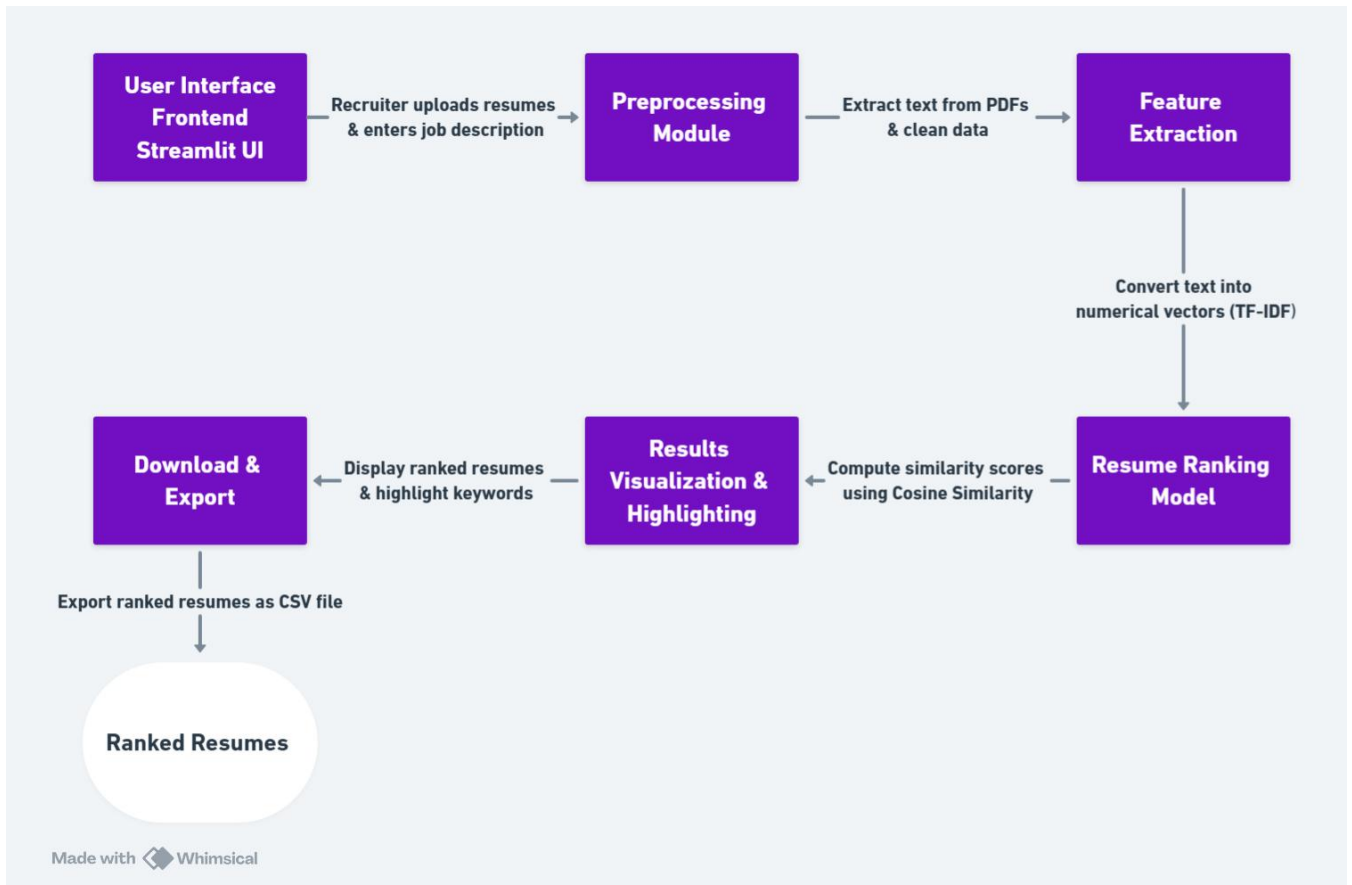 User Interface
Frontend
Streamlit UI
Recruiter uploads resumes
& enters job description
Preprocessing
Module
Extract text from PDFs
& clean data
Feature
Extraction
Convert text into
numerical vectors (TF-IDF)
Resume Ranking
Model
Compute similarity scores
using Cosine Similarity
Results
Visualization &
Highlighting
Display ranked resumes
& highlight keywords
Download &
Export
Export ranked resumes as CSV file
Ranked Resumes
Made with Whimsical